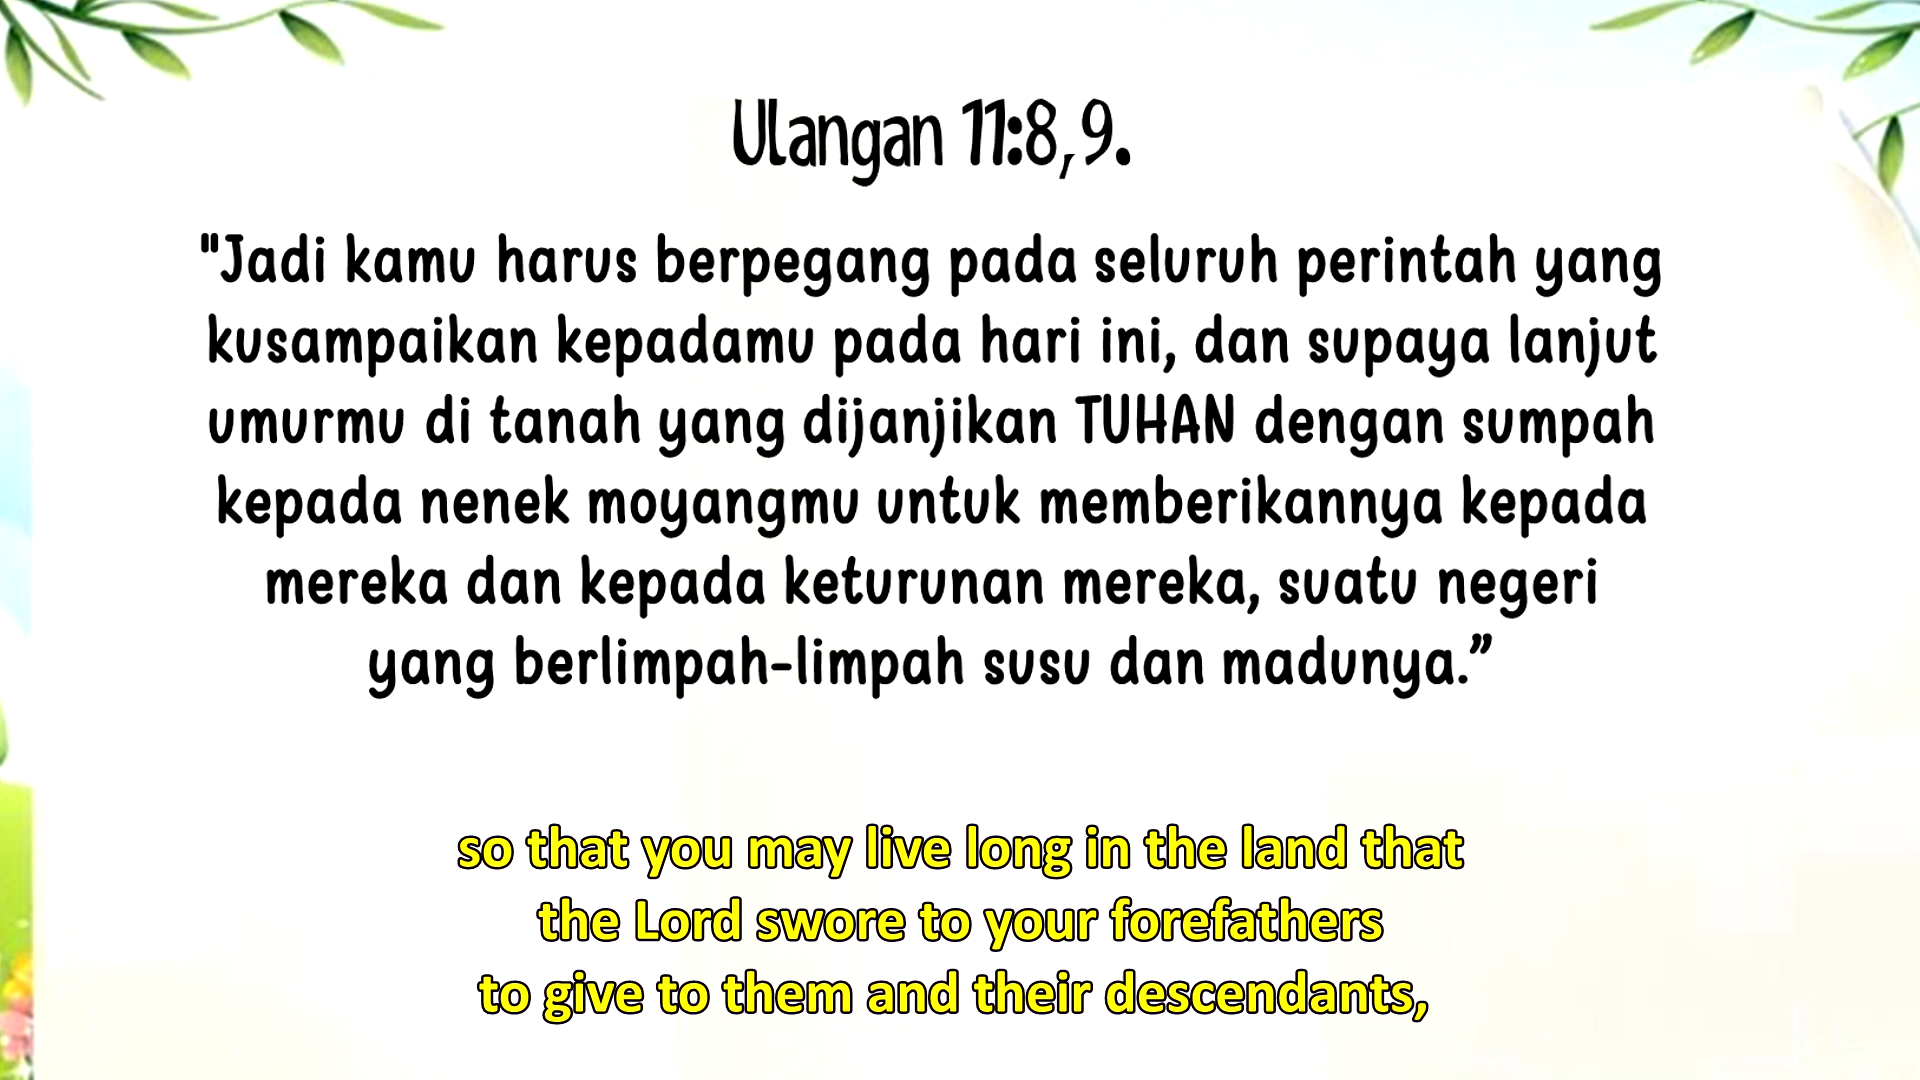 Ulangan 11:8,9.
"Jadi kamu harus berpegang pada seluruh perintah yang
kusampaikan kepadamu pada hari ini, dan supaya lanjut
umurmu di tanah yang dijanjikan TUHAN dengan sumpah
kepada nenek moyangmu untuk memberikannya kepada
mereka dan kepada keturunan mereka, suatu negeri
yang berlimpah-limpah susu dan madunya.”
so that you may live long in the land that
the Lord swore to your forefathers
to give to them and their descendants,